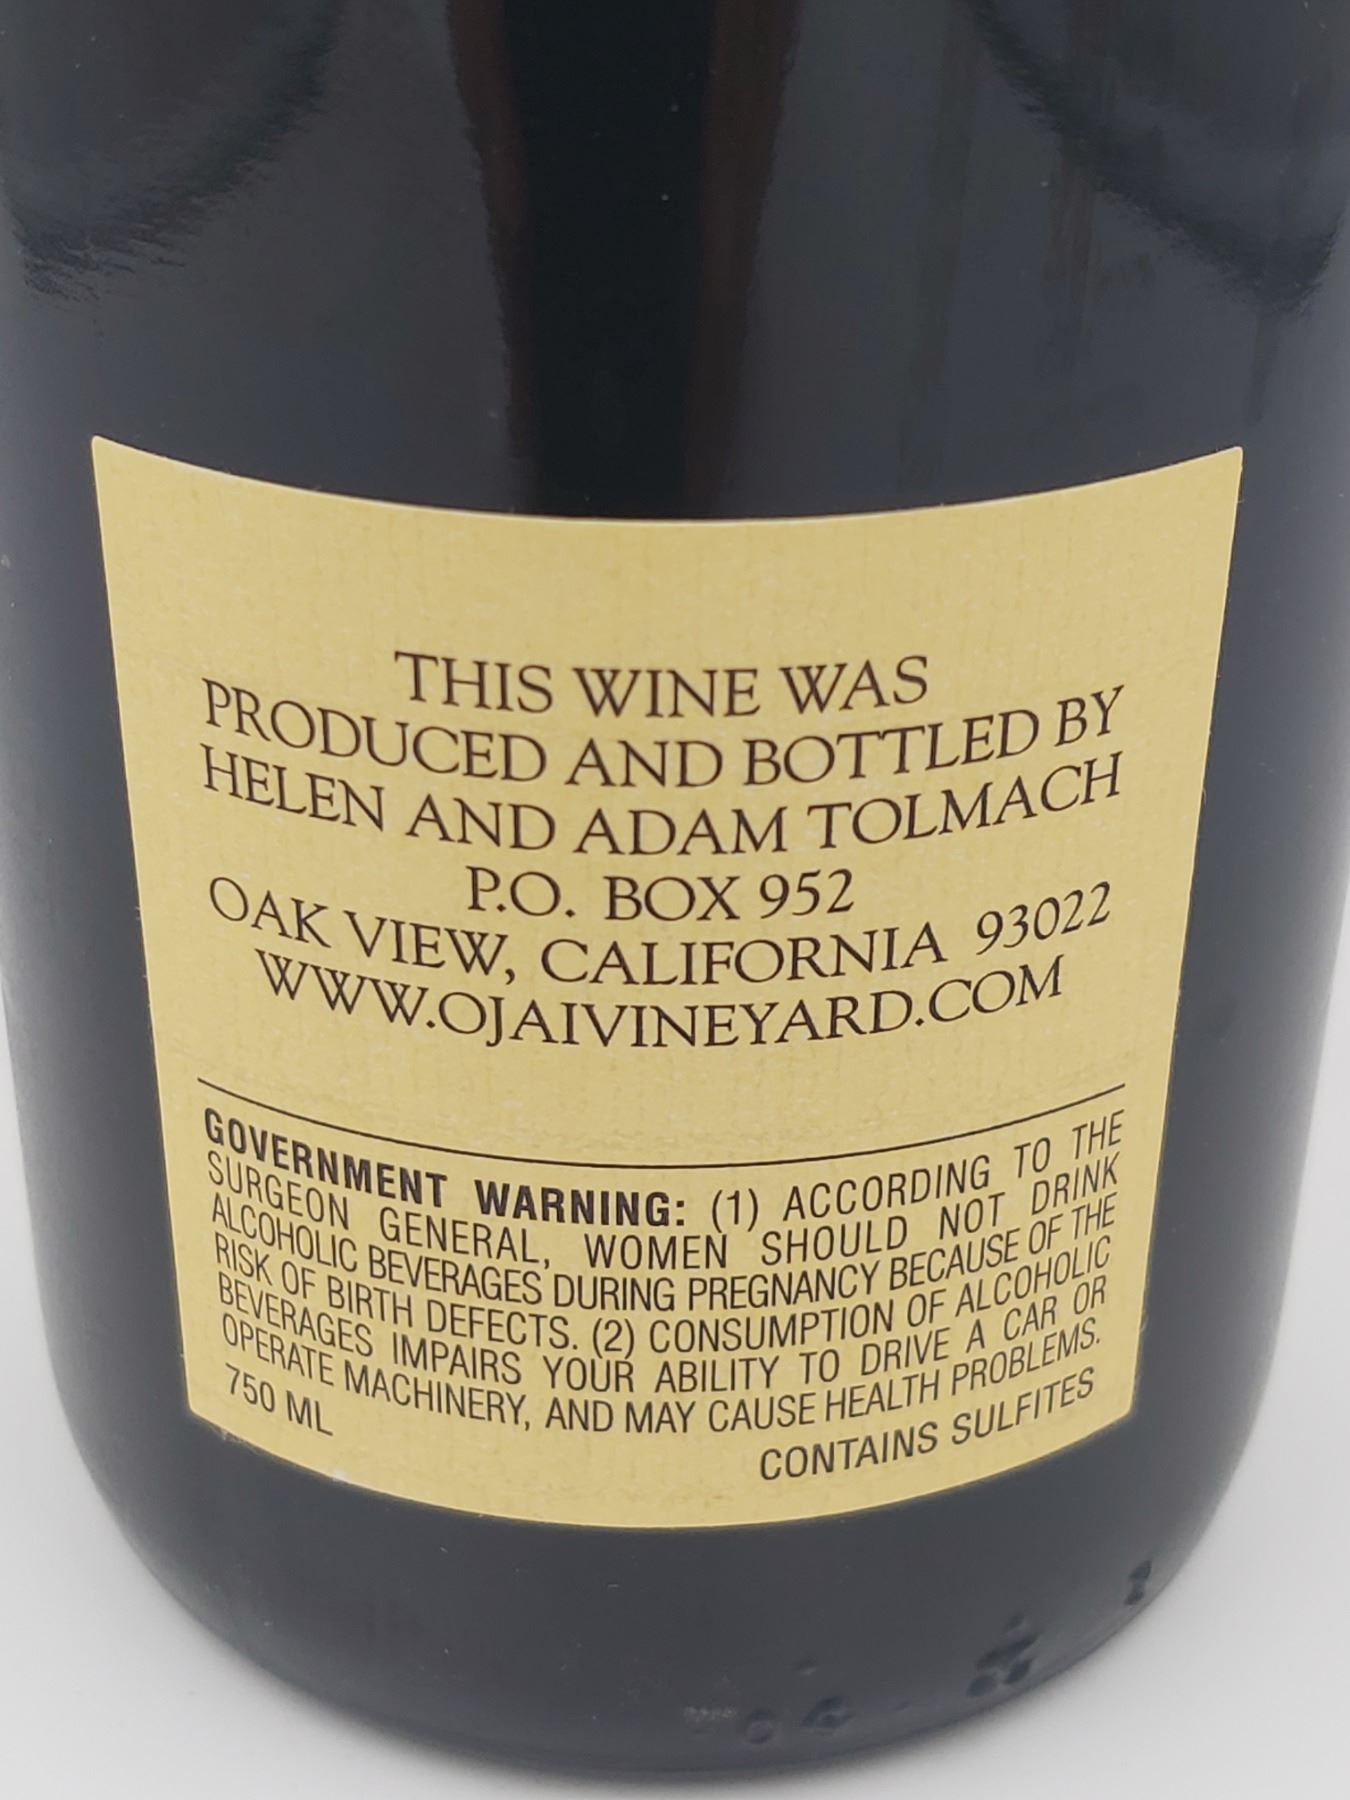 THIS WINE WAS
PRODUCED AND BOTTLED BY
HELEN AND ADAM TOLMACH
P.O. BOX 952
OAK VIEW, CALIFORNIA 93022
WWW.OJAIVINEYARD.COM
GOVERNMENT WARNING: (1) ACCORDING TO THE
SURGEON GENERAL, WOMEN SHOULD NOT DRINK
ALCOHOLIC BEVERAGES DURING PREGNANCY BECAUSE OF THE
RISK OF BIRTH DEFECTS. (2) CONSUMPTION OF ALCOHOLIC
BEVERAGES IMPAIRS YOUR ABILITY TO DRIVE A CAR OR
OPERATE MACHINERY, AND MAY CAUSE HEALTH PROBLEMS.
750 ML
CONTAINS SULFITES